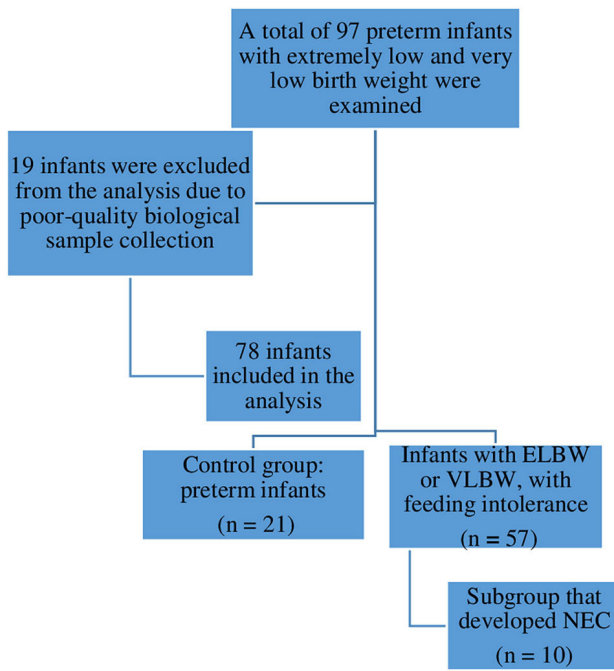 A total of 97 preterm infants
with extremely low and very
low birth weight were
examined
19 infants were excluded
from the analysis due to
poor-quality biological
sample collection
78 infants
included in the
analysis
Control group:
preterm infants
(n = 21)
Infants with ELBW
or VLBW, with
feeding intolerance
(n = 57)
Subgroup that
developed NEC
(n = 10)